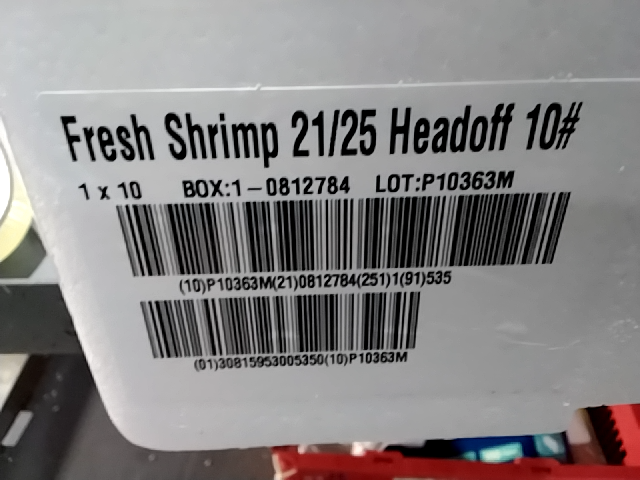 Fresh Shrimp 21/25 Headoff 10#
1 x 10 BOX:1-0812784 LOT:P10363M
(10)P10363M(21)0812784(251)1(91)535
(01)30815953005350(10)P10363M